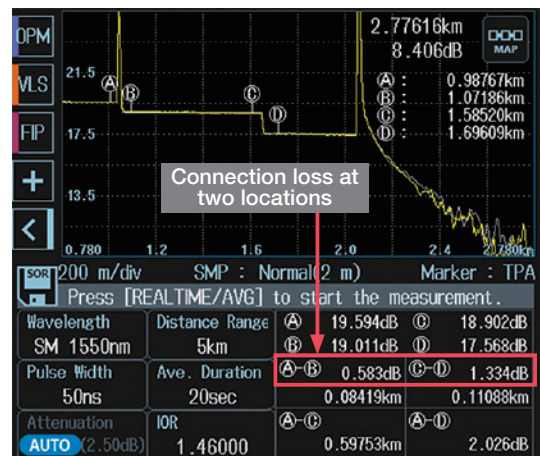 OPM
VLS
FIP
2.77616km
8.406dB
MAP
Ⓐ : 0.98767km
Ⓑ : 1.07186km
Ⓒ : 1.58520km
Ⓓ : 1.69609km
21.5
17.5
13.5
Ⓐ
Ⓑ
Ⓒ
Ⓓ
Connection loss at
two locations
0.780 1.2 1.6 2.0 2.4 2.780km
SOR 200 m/div SMP : Normal(2 m) Marker : TPA
Press [REALTIME/AVG] to start the measurement.
Wavelength Distance Range Ⓐ 19.594dB Ⓒ 18.902dB
SM 1550nm 5km Ⓑ 19.011dB Ⓓ 17.568dB
Pulse Width Ave. Duration Ⓐ-Ⓑ 0.583dB Ⓒ-Ⓓ 1.334dB
50ns 20sec 0.08419km 0.11088km
Attenuation IOR Ⓐ-Ⓒ Ⓐ-Ⓓ
AUTO (2.50dB) 1.46000 0.59753km 2.026dB